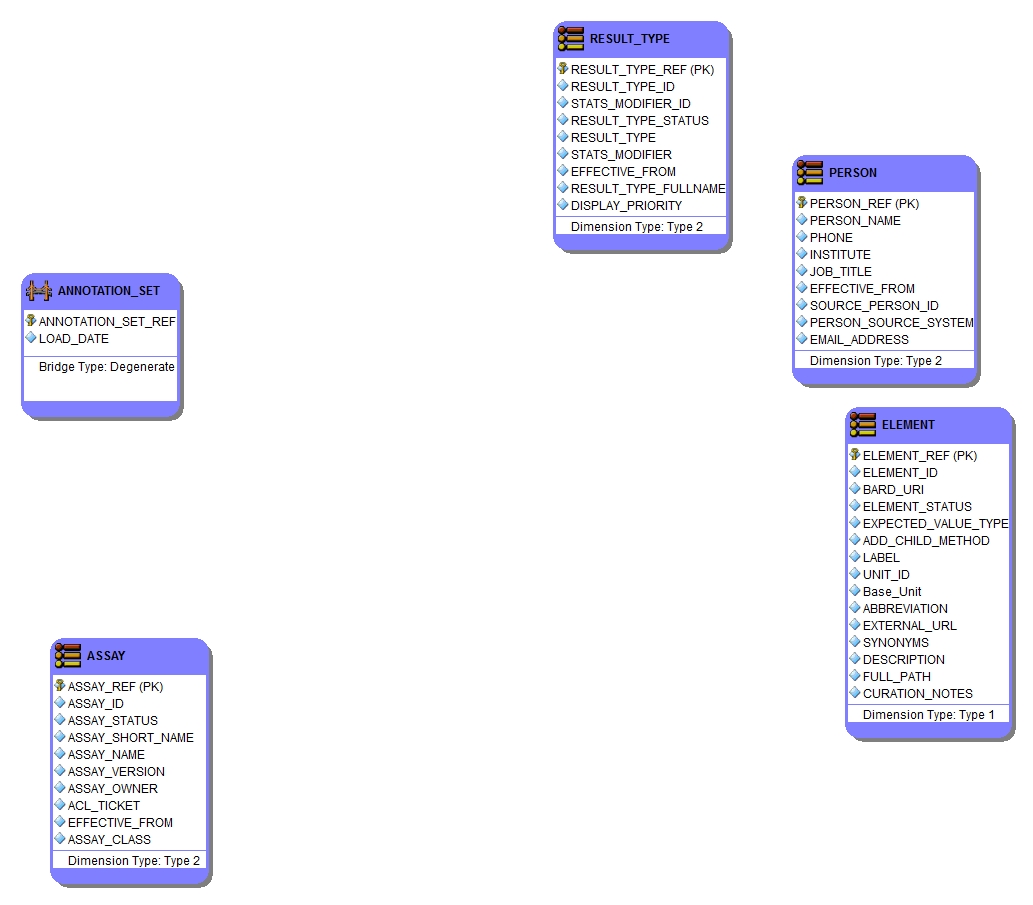 RESULT_TYPE
RESULT_TYPE_REF (PK)
RESULT_TYPE_ID
STATS_MODIFIER_ID
RESULT_TYPE_STATUS
RESULT_TYPE
STATS_MODIFIER
EFFECTIVE_FROM
RESULT_TYPE_FULLNAME
DISPLAY_PRIORITY
Dimension Type: Type 2
PERSON
PERSON_REF (PK)
PERSON_NAME
PHONE
INSTITUTE
JOB_TITLE
EFFECTIVE_FROM
SOURCE_PERSON_ID
PERSON_SOURCE_SYSTEM
EMAIL_ADDRESS
Dimension Type: Type 2
ANNOTATION_SET
ANNOTATION_SET_REF
LOAD_DATE
Bridge Type: Degenerate
ELEMENT
ELEMENT_REF (PK)
ELEMENT_ID
BARD_URI
ELEMENT_STATUS
EXPECTED_VALUE_TYPE
ADD_CHILD_METHOD
LABEL
UNIT_ID
Base_Unit
ABBREVIATION
EXTERNAL_URL
SYNONYMS
DESCRIPTION
FULL_PATH
CURATION_NOTES
Dimension Type: Type 1
ASSAY
ASSAY_REF (PK)
ASSAY_ID
ASSAY_STATUS
ASSAY_SHORT_NAME
ASSAY_NAME
ASSAY_VERSION
ASSAY_OWNER
ACL_TICKET
EFFECTIVE_FROM
ASSAY_CLASS
Dimension Type: Type 2